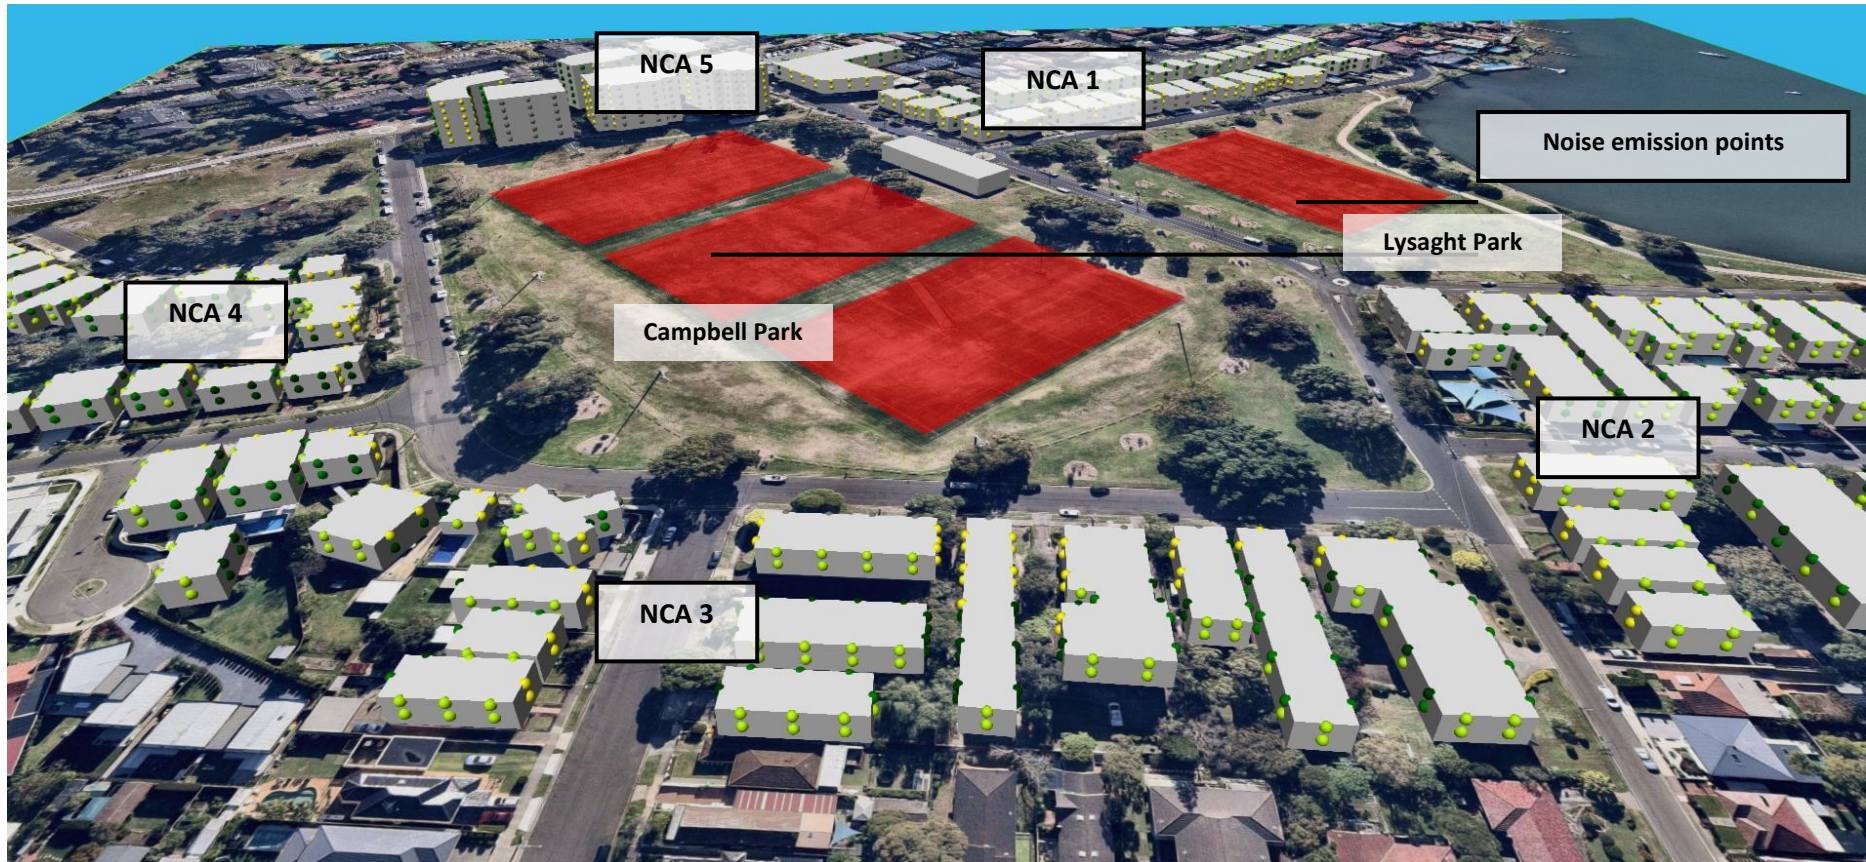 NCA 5
NCA 1
Noise emission points
Lysaght Park
NCA 4
Campbell Park
NCA 2
NCA 3